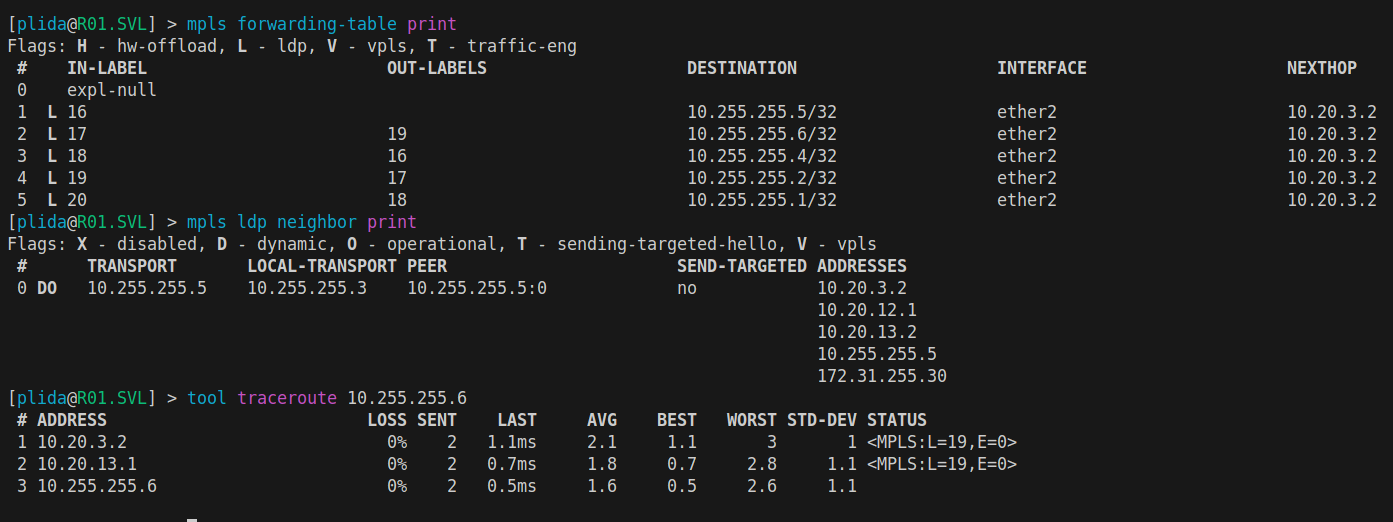 [plida@R01.SVL] > mpls forwarding-table print
Flags: H - hw-offload, L - ldp, V - vpls, T - traffic-eng
# IN-LABEL OUT-LABELS DESTINATION INTERFACE NEXTHOP
0 expl-null
1 L 16 10.255.255.5/32 ether2 10.20.3.2
2 L 17 19 10.255.255.6/32 ether2 10.20.3.2
3 L 18 16 10.255.255.4/32 ether2 10.20.3.2
4 L 19 17 10.255.255.2/32 ether2 10.20.3.2
5 L 20 18 10.255.255.1/32 ether2 10.20.3.2
[plida@R01.SVL] > mpls ldp neighbor print
Flags: X - disabled, D - dynamic, O - operational, T - sending-targeted-hello, V - vpls
# TRANSPORT LOCAL-TRANSPORT PEER SEND-TARGETED ADDRESSES
0 DO 10.255.255.5 10.255.255.3 10.255.255.5:0 no 10.20.3.2
10.20.12.1
10.20.13.2
10.255.255.5
172.31.255.30
[plida@R01.SVL] > tool traceroute 10.255.255.6
# ADDRESS LOSS SENT LAST AVG BEST WORST STD-DEV STATUS
1 10.20.3.2 0% 2 1.1ms 2.1 1.1 3 1 <MPLS:L=19,E=0>
2 10.20.13.1 0% 2 0.7ms 1.8 0.7 2.8 1.1 <MPLS:L=19,E=0>
3 10.255.255.6 0% 2 0.5ms 1.6 0.5 2.6 1.1